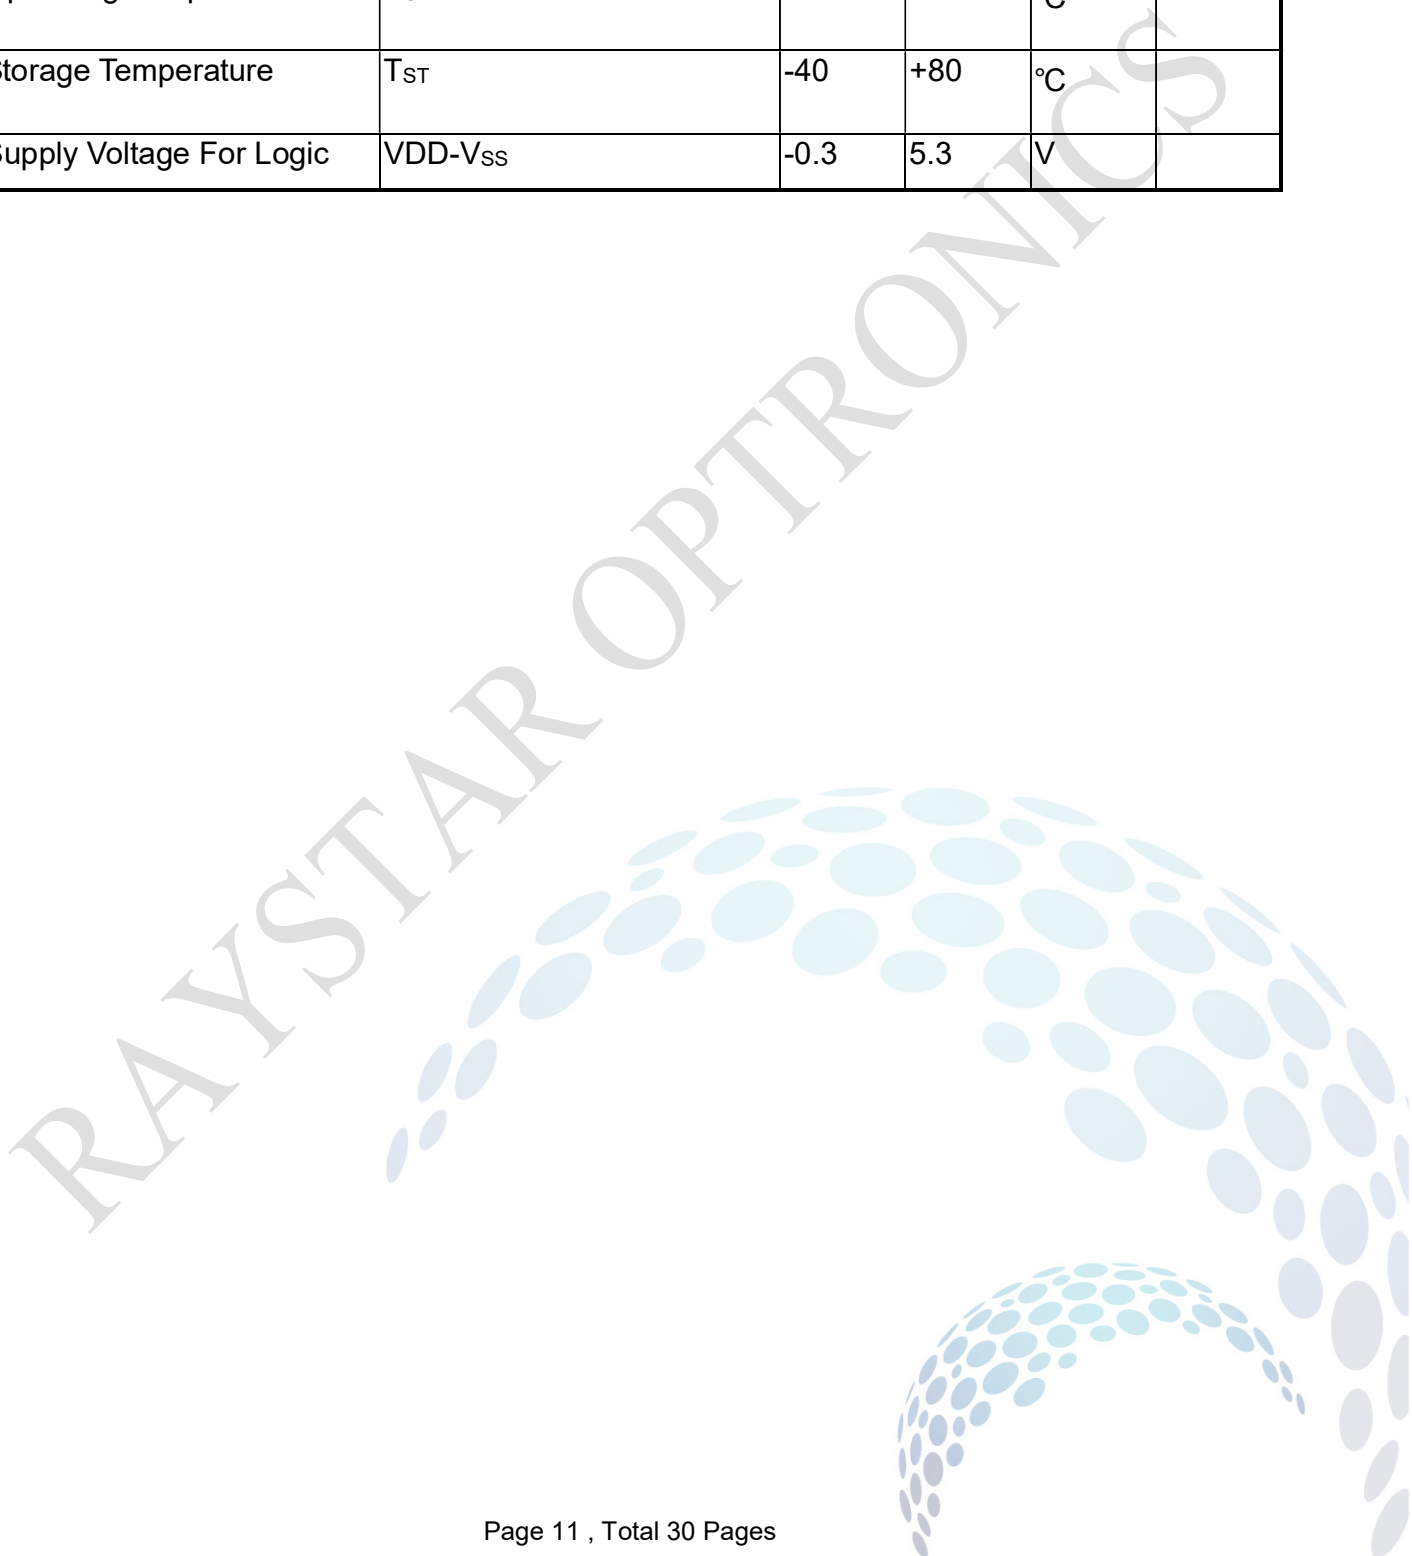 ℃
Storage Temperature TST -40 +80 ℃
Supply Voltage For Logic VDD-VSS -0.3 5.3 V
RAYSTAR OPTRONICS
Page 11 , Total 30 Pages